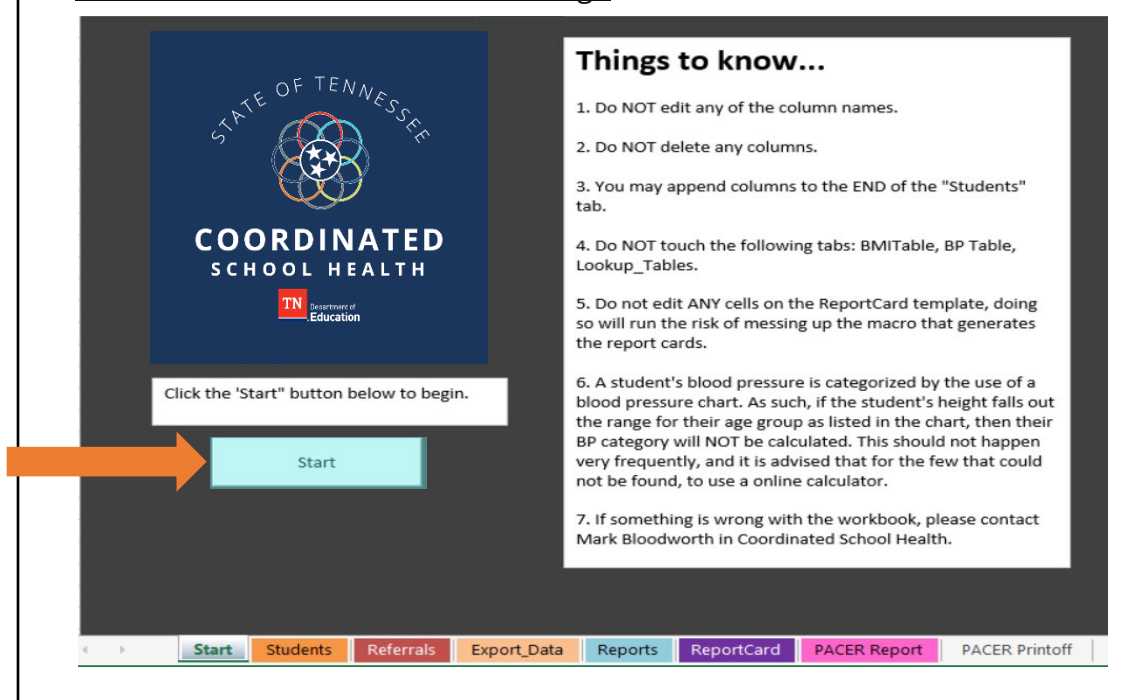 STATE OF TENNESSEE
COORDINATED
SCHOOL HEALTH
TN
Department of
Education
Click the 'Start" button below to begin.
Start
Things to know...
1. Do NOT edit any of the column names.
2. Do NOT delete any columns.
3. You may append columns to the END of the "Students"
tab.
4. Do NOT touch the following tabs: BMITable, BP Table,
Lookup_Tables.
5. Do not edit ANY cells on the ReportCard template, doing
so will run the risk of messing up the macro that generates
the report cards.
6. A student's blood pressure is categorized by the use of a
blood pressure chart. As such, if the student's height falls out
the range for their age group as listed in the chart, then their
BP category will NOT be calculated. This should not happen
very frequently, and it is advised that for the few that could
not be found, to use a online calculator.
7. If something is wrong with the workbook, please contact
Mark Bloodworth in Coordinated School Health.
Start Students Referrals Export_Data Reports ReportCard PACER Report PACER Printoff